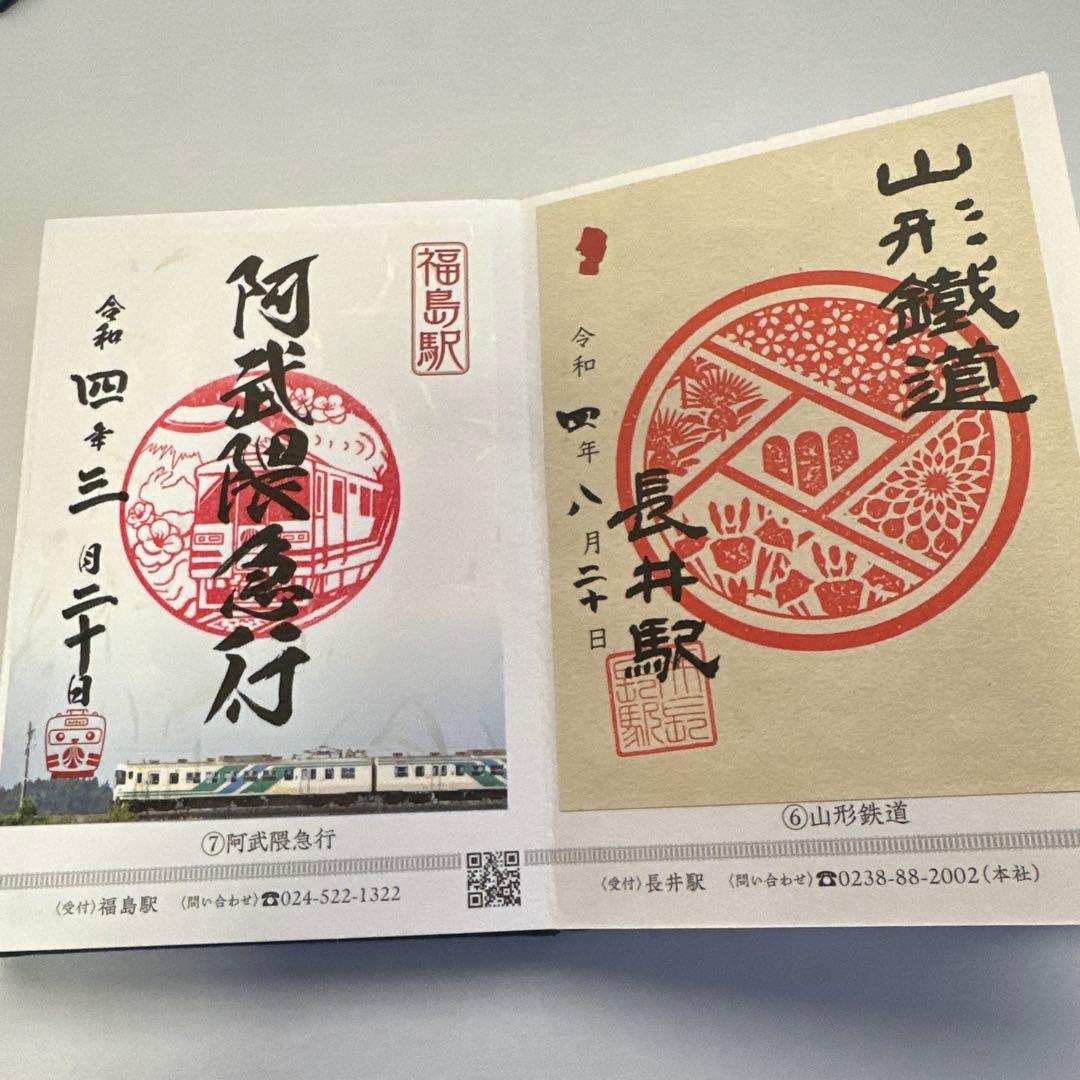 福島駅
阿武隈急行
令和四年三月二十日
⑦阿武隈急行
〈受付〉福島駅 〈問い合わせ〉☎024-522-1322
山形鐵道
長井駅
令和四年八月二十日
⑥山形鉄道
〈受付〉長井駅 〈問い合わせ〉☎0238-88-2002(本社)